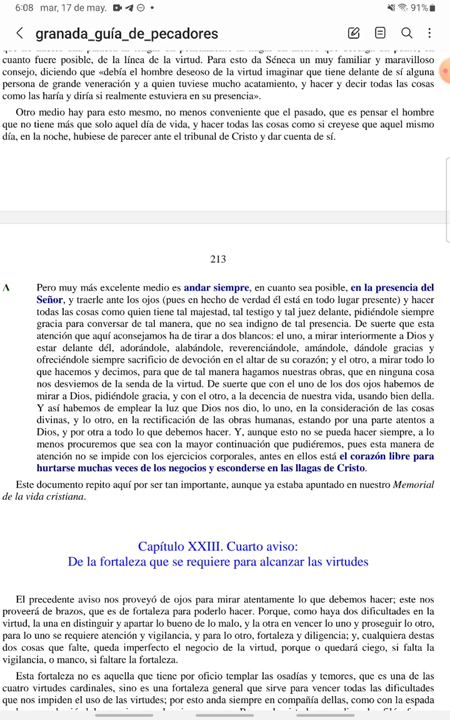 6:08 mar, 17 de may. 91%
granada_guía_de_pecadores
cuanto fuere posible, de la línea de la virtud. Para esto da Séneca un muy familiar y maravilloso
consejo, diciendo que «debía el hombre deseoso de la virtud imaginar que tiene delante de sí alguna
persona de grande veneración y a quien tuviese mucho acatamiento, y hacer y decir todas las cosas
como las haría y diría si realmente estuviera en su presencia».
Otro medio hay para esto mesmo, no menos conveniente que el pasado, que es pensar el hombre
que no tiene más que solo aquel día de vida, y hacer todas las cosas como si creyese que aquel mismo
día, en la noche, hubiese de parecer ante el tribunal de Cristo y dar cuenta de sí.
213
A Pero muy más excelente medio es andar siempre, en cuanto sea posible, en la presencia del
Señor, y traerle ante los ojos (pues en hecho de verdad él está en todo lugar presente) y hacer
todas las cosas como quien tiene tal majestad, tal testigo y tal juez delante, pidiéndole siempre
gracia para conversar de tal manera, que no sea indigno de tal presencia. De suerte que esta
atención que aquí aconsejamos ha de tirar a dos blancos: el uno, a mirar interiormente a Dios y
estar delante dél, adorándole, alabándole, reverenciándole, amándole, dándole gracias y
ofreciéndole siempre sacrificio de devoción en el altar de su corazón; y el otro, a mirar todo lo
que hacemos y decimos, para que de tal manera hagamos nuestras obras, que en ninguna cosa
nos desviemos de la senda de la virtud. De suerte que con el uno de los dos ojos habemos de
mirar a Dios, pidiéndole gracia, y con el otro, a la decencia de nuestra vida, usando bien della.
Y así habemos de emplear la luz que Dios nos dio, lo uno, en la consideración de las cosas
divinas, y lo otro, en la rectificación de las obras humanas, estando por una parte atentos a
Dios, y por otra a todo lo que debemos hacer. Y, aunque esto no se pueda hacer siempre, a lo
menos procuremos que sea con la mayor continuación que pudiéremos, pues esta manera de
atención no se impide con los ejercicios corporales, antes en ellos está el corazón libre para
hurtarse muchas veces de los negocios y esconderse en las llagas de Cristo.
Este documento repito aquí por ser tan importante, aunque ya estaba apuntado en nuestro Memorial
de la vida cristiana.
Capítulo XXIII. Cuarto aviso:
De la fortaleza que se requiere para alcanzar las virtudes
El precedente aviso nos proveyó de ojos para mirar atentamente lo que debemos hacer; este nos
proveerá de brazos, que es de fortaleza para poderlo hacer. Porque, como haya dos dificultades en la
virtud, la una en distinguir y apartar lo bueno de lo malo, y la otra en vencer lo uno y proseguir lo otro,
para lo uno se requiere atención y vigilancia, y para lo otro, fortaleza y diligencia; y, cualquiera destas
dos cosas que falte, queda imperfecto el negocio de la virtud, porque o quedará ciego, si falta la
vigilancia, o manco, si faltare la fortaleza.
Esta fortaleza no es aquella que tiene por oficio templar las osadías y temores, que es una de las
cuatro virtudes cardinales, sino es una fortaleza general que sirve para vencer todas las dificultades
que nos impiden el uso de las virtudes; por esto anda siempre en compañía dellas, como con la espada